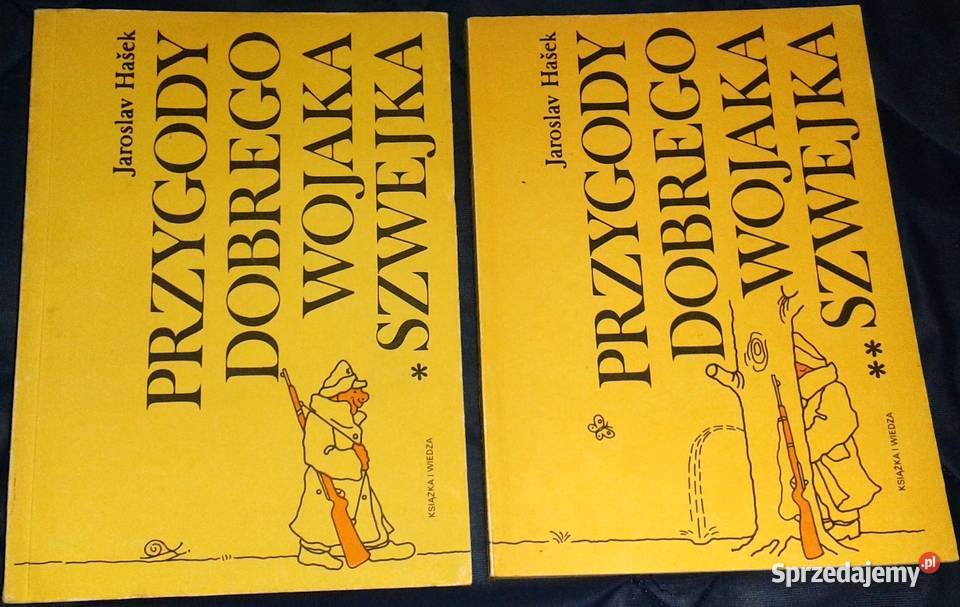 Jaroslav Hašek
PRZYGODY
DOBREGO
WOJAKA
* SZWEJKA
KSIĄŻKA I WIEDZA
Jaroslav Hašek
PRZYGODY
DOBREGO
WOJAKA
** SZWEJKA
KSIĄŻKA I WIEDZA
Sprzedajemy.pl